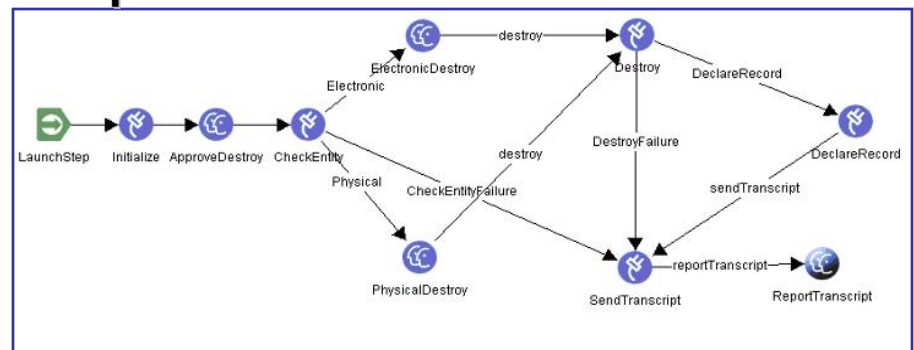 destroy
ElectronicDestroy
Destroy
DeclareRecord
Electronic
LaunchStep
Initialize
ApproveDestroy
CheckEntity
DestroyFailure
DeclareRecord
destroy
Physical
CheckEntityFailure
sendTranscript
reportTranscript
PhysicalDestroy
SendTranscript
ReportTranscript